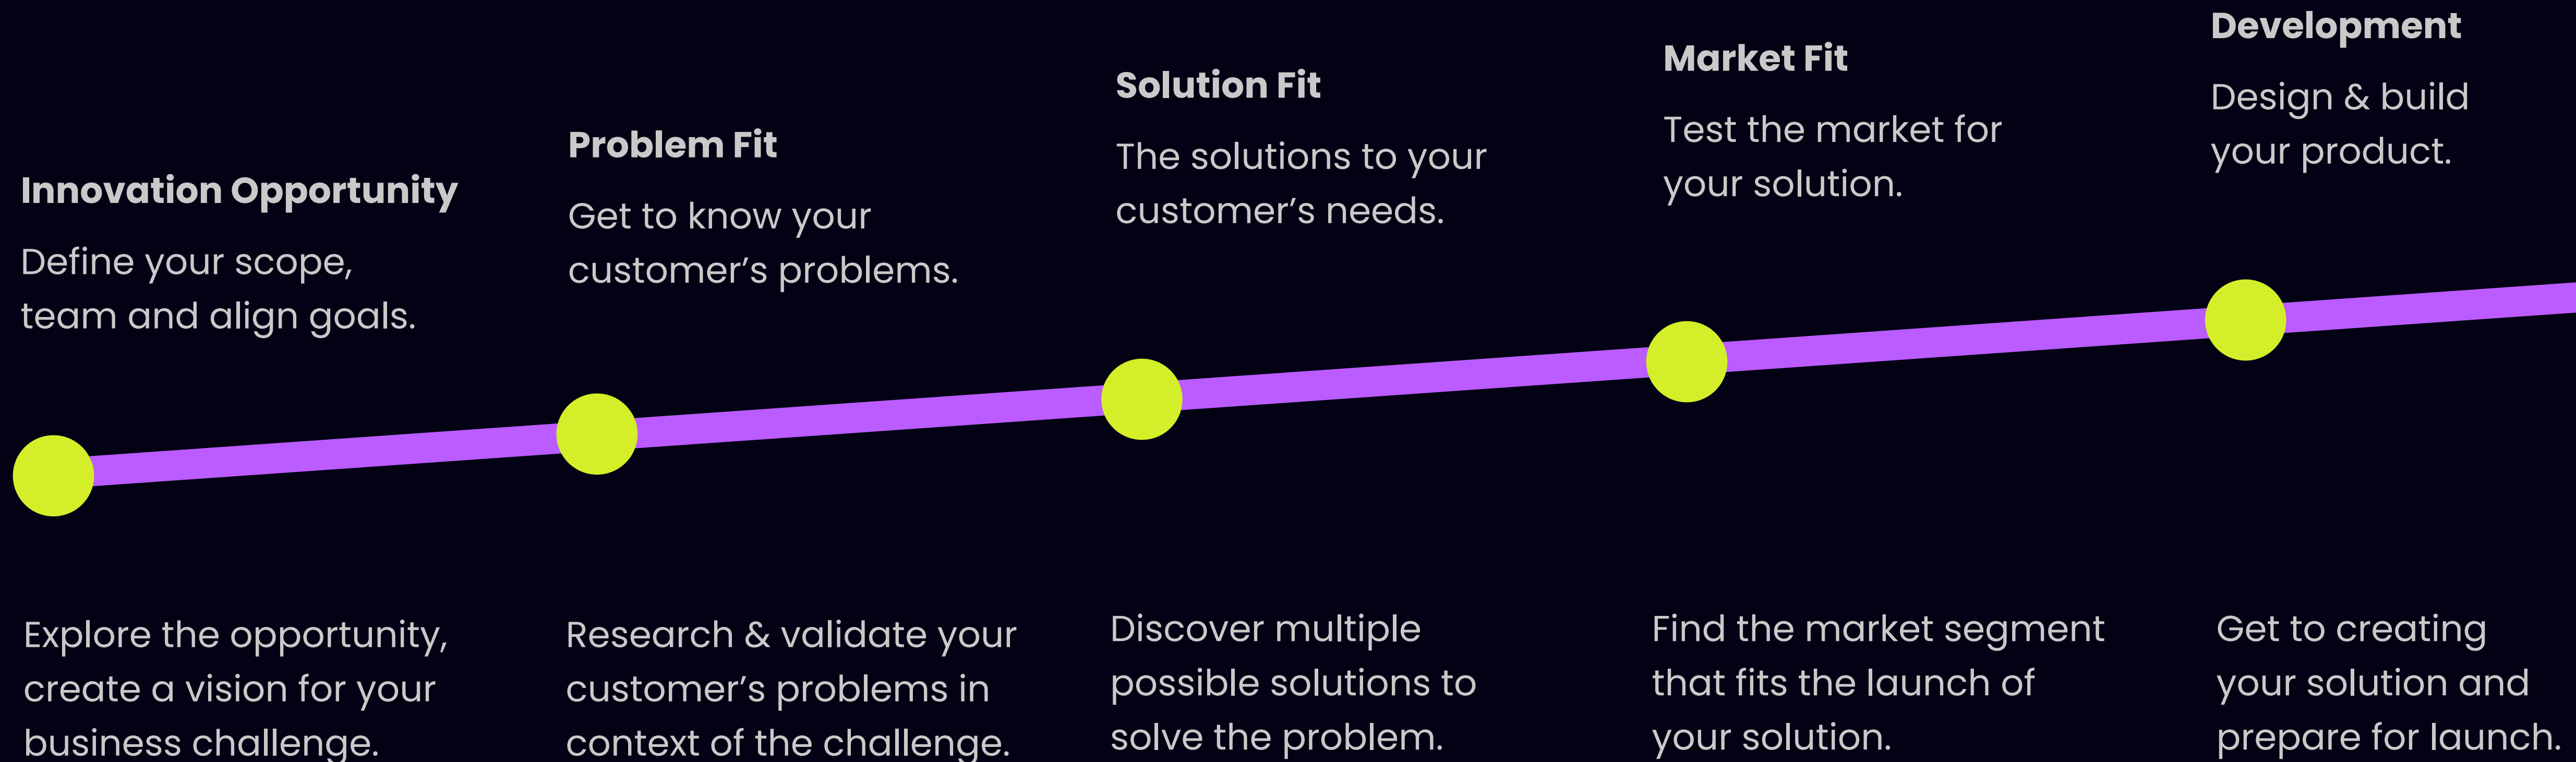 Innovation Opportunity
Define your scope,
team and align goals.
Problem Fit
Get to know your
customer’s problems.
Solution Fit
The solutions to your
customer’s needs.
Market Fit
Test the market for
your solution.
Development
Design & build
your product.
Explore the opportunity,
create a vision for your
business challenge.
Research & validate your
customer’s problems in
context of the challenge.
Discover multiple
possible solutions to
solve the problem.
Find the market segment
that fits the launch of
your solution.
Get to creating
your solution and
prepare for launch.